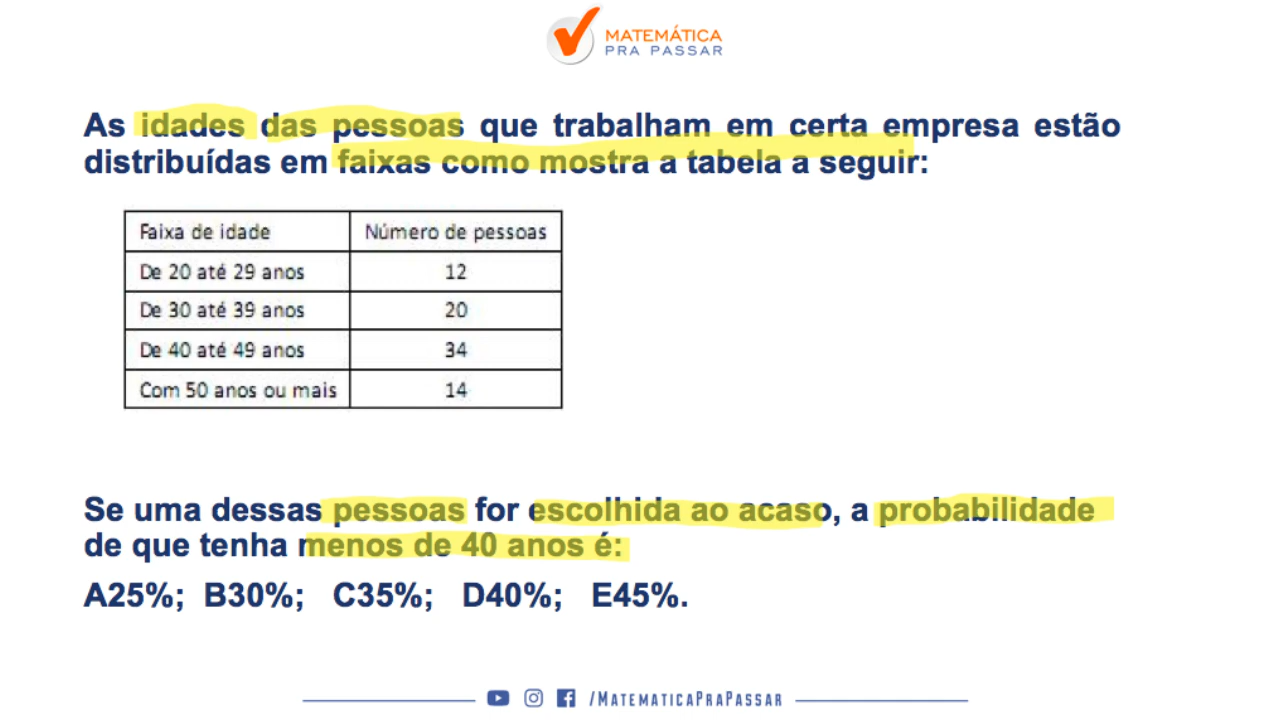 MATEMÁTICA
PRA PASSAR
As idades das pessoas que trabalham em certa empresa estão
distribuídas em faixas como mostra a tabela a seguir:
Faixa de idade Número de pessoas
De 20 até 29 anos 12
De 30 até 39 anos 20
De 40 até 49 anos 34
Com 50 anos ou mais 14
Se uma dessas pessoas for escolhida ao acaso, a probabilidade
de que tenha menos de 40 anos é:
A25%; B30%; C35%; D40%; E45%.
/MATEMATICAPRAPASSAR